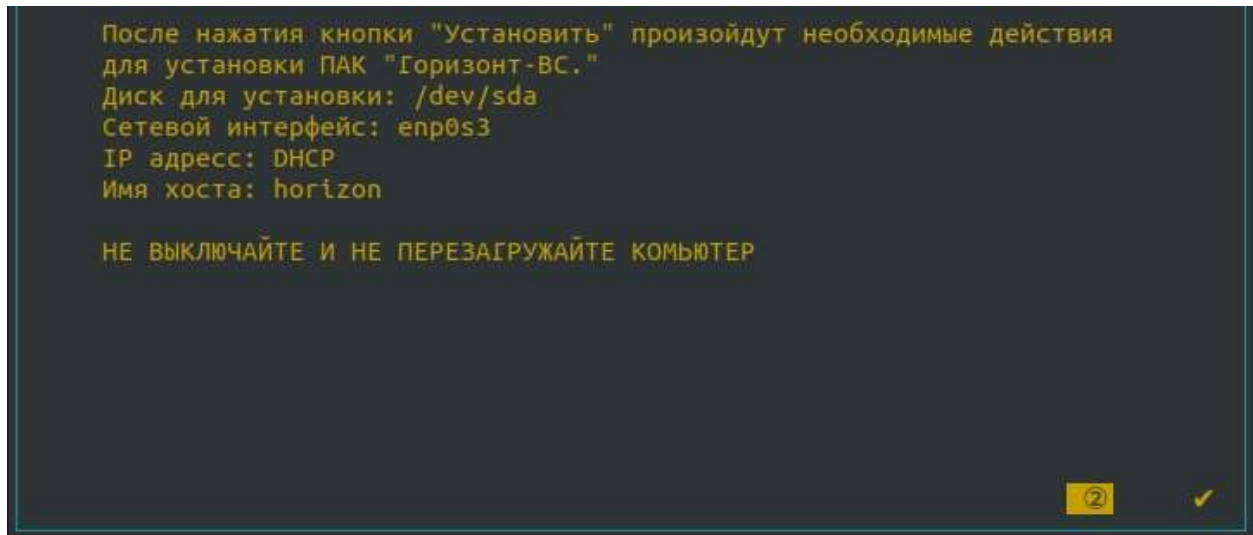 После нажатия кнопки "Установить" произойдут необходимые действия
для установки ПАК "Горизонт-ВС."
Диск для установки: /dev/sda
Сетевой интерфейс: enp0s3
IP адресс: DHCP
Имя хоста: horizon
НЕ ВЫКЛЮЧАЙТЕ И НЕ ПЕРЕЗАГРУЖАЙТЕ КОМЬЮТЕР
② ✔